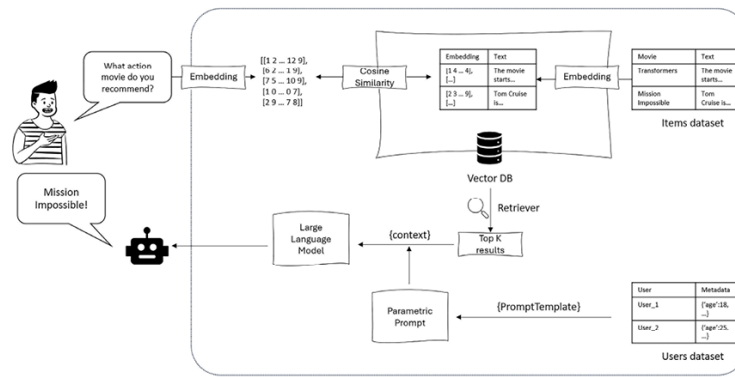 What action
movie do you
recommend?
Embedding
[[1 2 ... 12 9],
[6 2 ... 1 9],
[7 5 ... 10 9],
[1 0 ... 0 7],
[2 9 ... 7 8]]
Cosine
Similarity
Embedding Text
[1 4 ... 4], The movie
[...] starts...
[2 3 ... 9], Tom Cruise
[...] is...
Embedding
Movie Text
Transformers The movie
starts...
Mission Tom
Impossible Cruise
is...
Items dataset
Vector DB
Retriever
Top K
results
{context}
Large
Language
Model
Mission
Impossible!
Parametric
Prompt
{PromptTemplate}
User Metadata
User_1 {'age':18,
...}
User_2 {'age':25,
...}
Users dataset